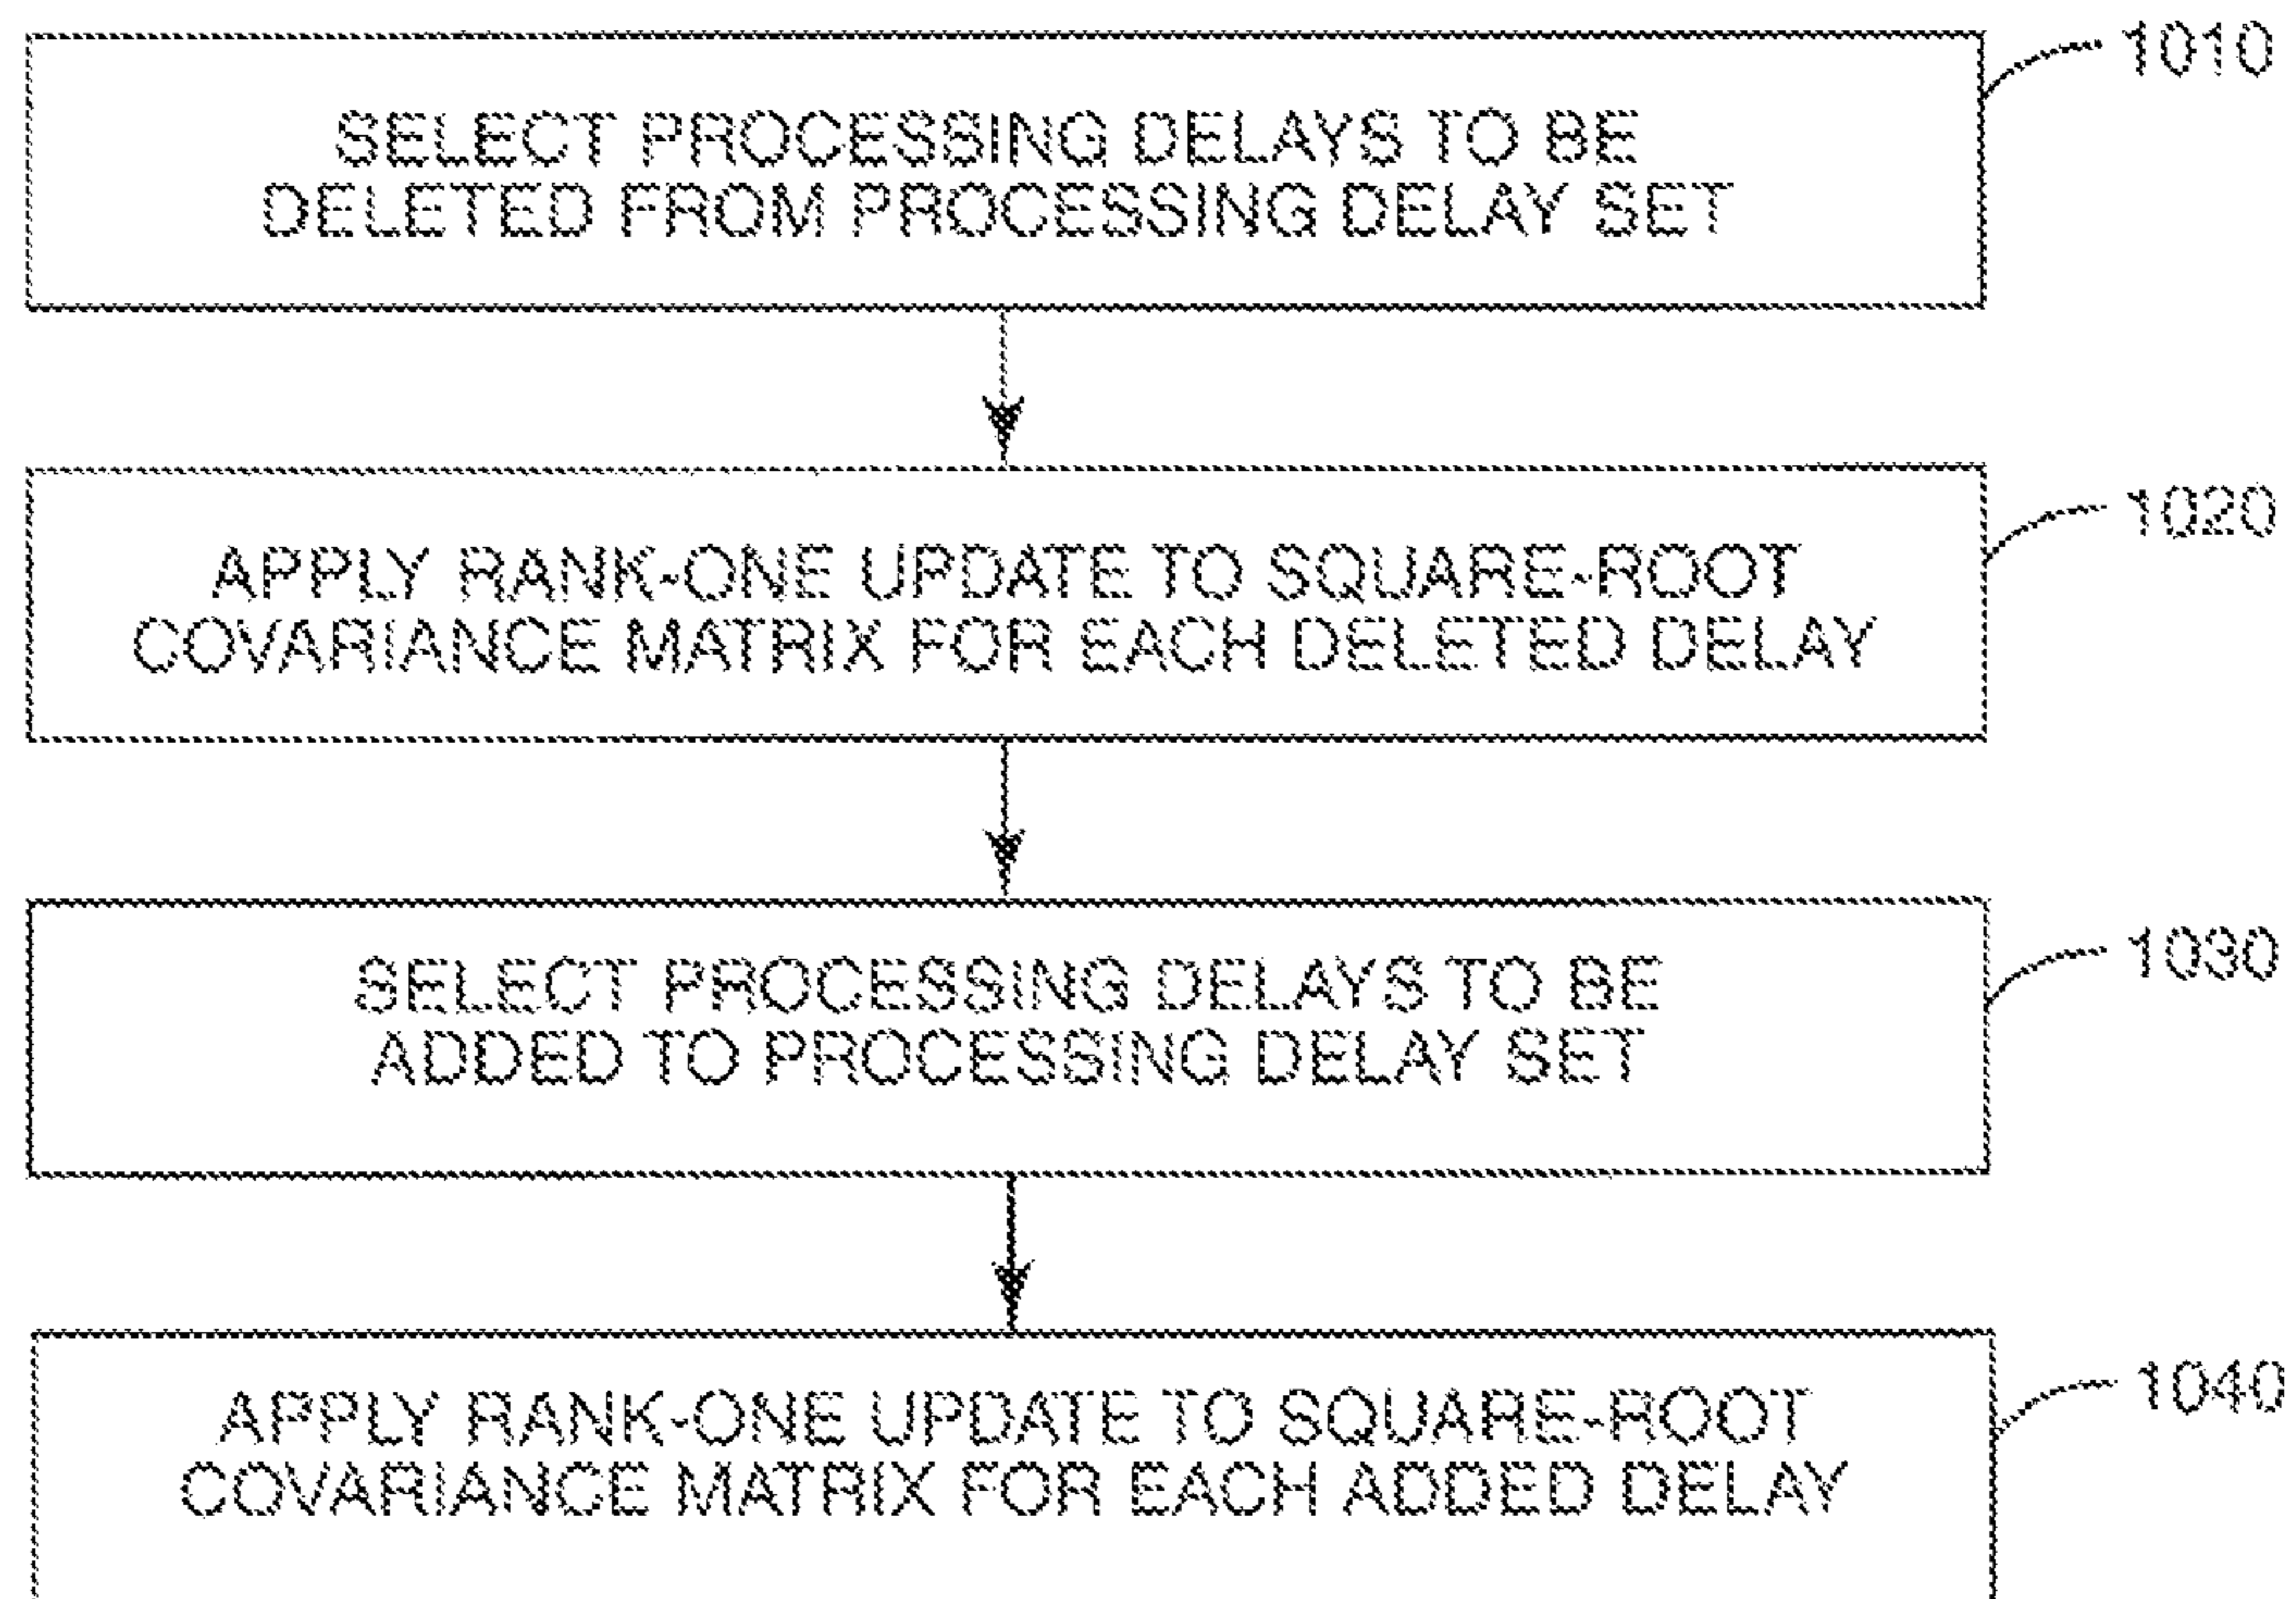 1010
SELECT PROCESSING DELAYS TO BE
DELETED FROM PROCESSING DELAY SET
1020
APPLY RANK-ONE UPDATE TO SQUARE-ROOT
COVARIANCE MATRIX FOR EACH DELETED DELAY
1030
SELECT PROCESSING DELAYS TO BE
ADDED TO PROCESSING DELAY SET
1040
APPLY RANK-ONE UPDATE TO SQUARE-ROOT
COVARIANCE MATRIX FOR EACH ADDED DELAY